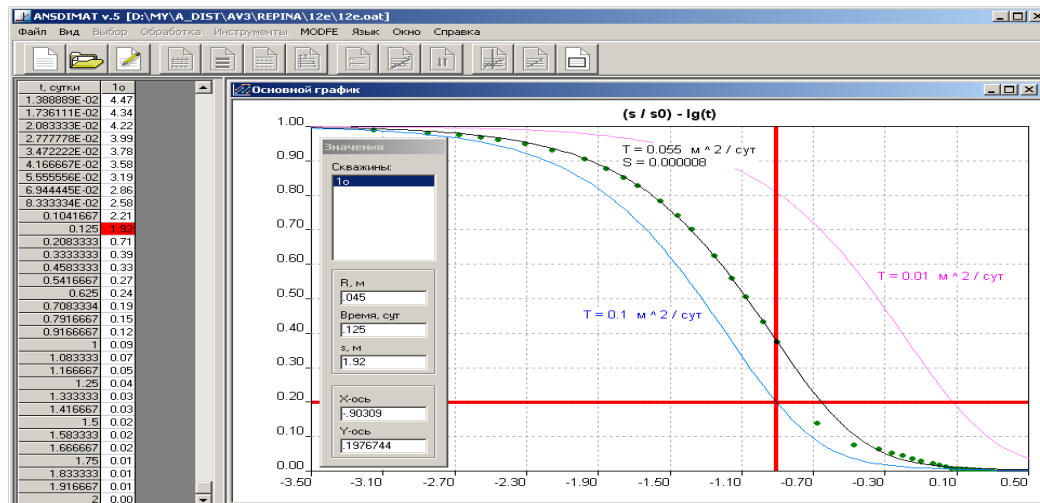 ANSDIMAT v.5 [D:\MY\A_DIST\AV3\REPINA\12e\12e.oat]
Файл Вид Выбор Обработка Инструменты MODFE Язык Окно Справка
t, сутки 1o
1.388889E-02 4.47
1.736111E-02 4.34
2.083333E-02 4.22
2.777778E-02 3.99
3.472222E-02 3.78
4.166667E-02 3.58
5.555556E-02 3.19
6.944445E-02 2.86
8.333334E-02 2.58
0.1041667 2.21
0.125 1.92
0.2083333 0.71
0.3333333 0.39
0.4583333 0.33
0.5416667 0.27
0.625 0.24
0.7083334 0.19
0.7916667 0.15
0.9166667 0.12
1 0.09
1.083333 0.07
1.166667 0.05
1.25 0.04
1.333333 0.03
1.416667 0.03
1.5 0.02
1.583333 0.02
1.666667 0.02
1.75 0.01
1.833333 0.01
1.916667 0.01
2 0.00
Основной график
(s / s0) - lg(t)
1.00
0.90
0.80
0.70
0.60
0.50
0.40
0.30
0.20
0.10
0.00
-3.50 -3.10 -2.70 -2.30 -1.90 -1.50 -1.10 -0.70 -0.30 0.10 0.50
T = 0.055 м ^ 2 / сут
S = 0.000008
T = 0.01 м ^ 2 / сут
T = 0.1 м ^ 2 / сут
Значения
Скважины:
1o
R, м
.045
Время, сут
.125
s, м
1.92
X-ось
-.90309
Y-ось
.1976744